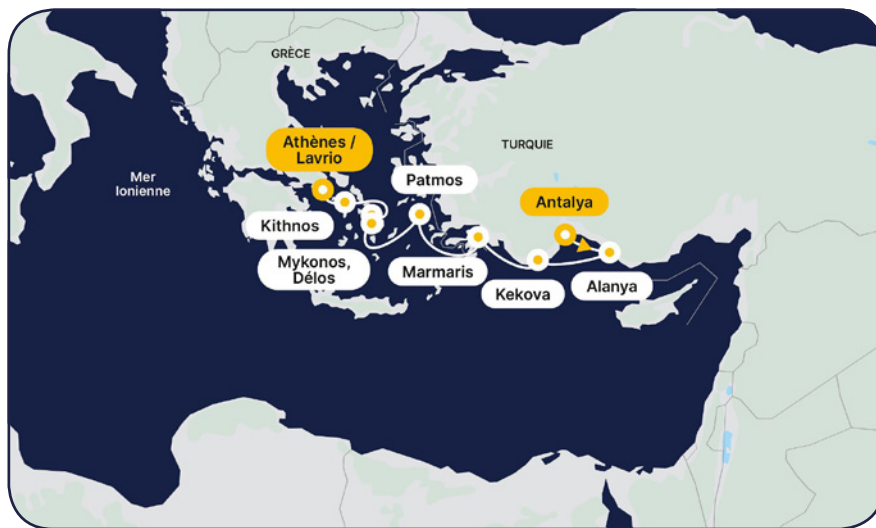 GRÈCE
Athènes /
Lavrio
TURQUIE
Mer
Ionienne
Patmos
Antalya
Kithnos
Mykonos,
Délos
Marmaris
Kekova
Alanya